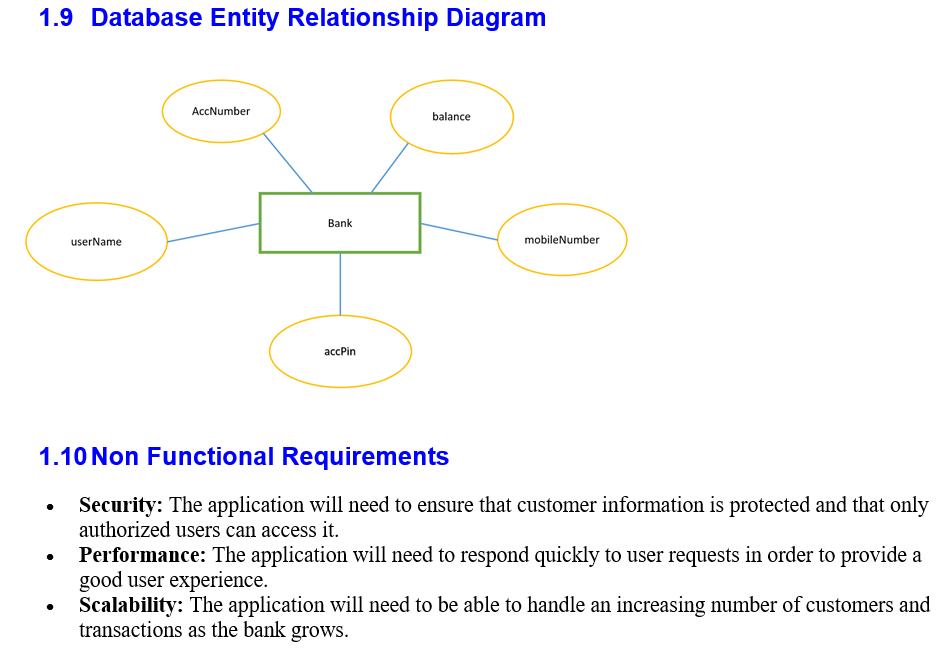 1.9 Database Entity Relationship Diagram
AccNumber
balance
Bank
userName
mobileNumber
accPin
1.10 Non Functional Requirements
• Security: The application will need to ensure that customer information is protected and that only
authorized users can access it.
• Performance: The application will need to respond quickly to user requests in order to provide a
good user experience.
• Scalability: The application will need to be able to handle an increasing number of customers and
transactions as the bank grows.